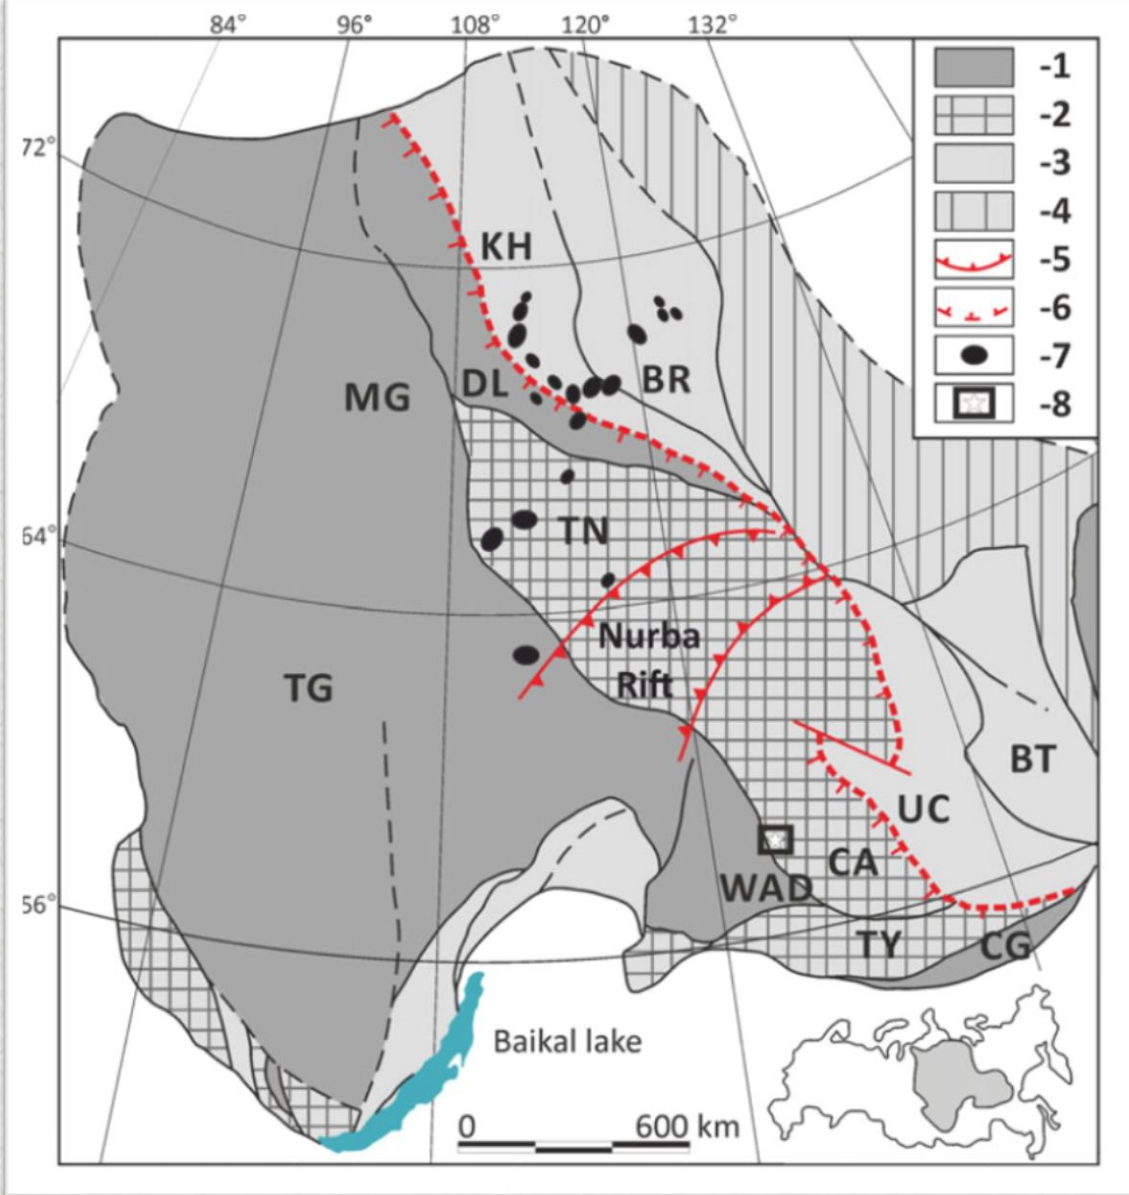 84° 96° 108° 120° 132°
-1
-2
72°
-3
-4
KH
-5
-6
-7
BR
DL
MG
-8
TN
64°
Nurba
TG
Rift
BT
UC
CA
WAD
56°
TY
CG
Baikal lake
0 600 km